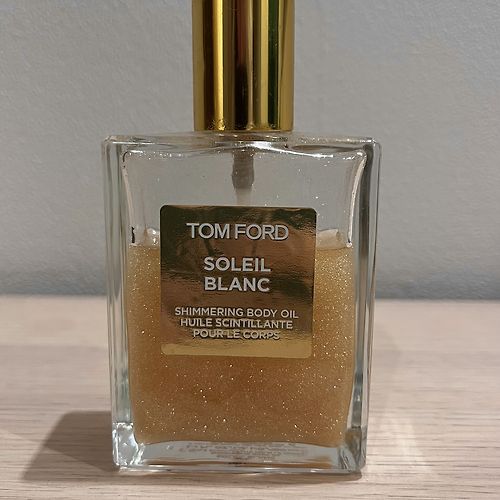 TOM FORD
SOLEIL
BLANC
SHIMMERING BODY OIL
HUILE SCINTILLANTE
POUR LE CORPS